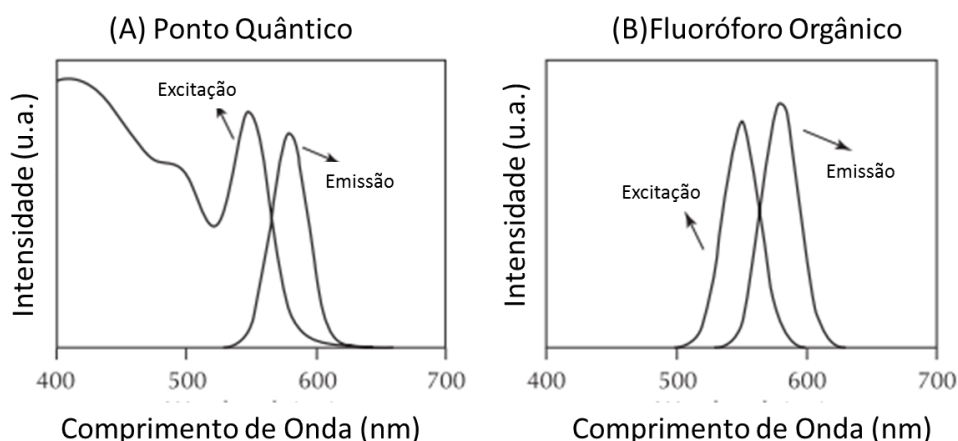 (A) Ponto Quântico
Intensidade (u.a.)
Excitação
Emissão
400 500 600 700
Comprimento de Onda (nm)
(B)Fluoróforo Orgânico
Intensidade (u.a.)
Excitação
Emissão
400 500 600 700
Comprimento de Onda (nm)